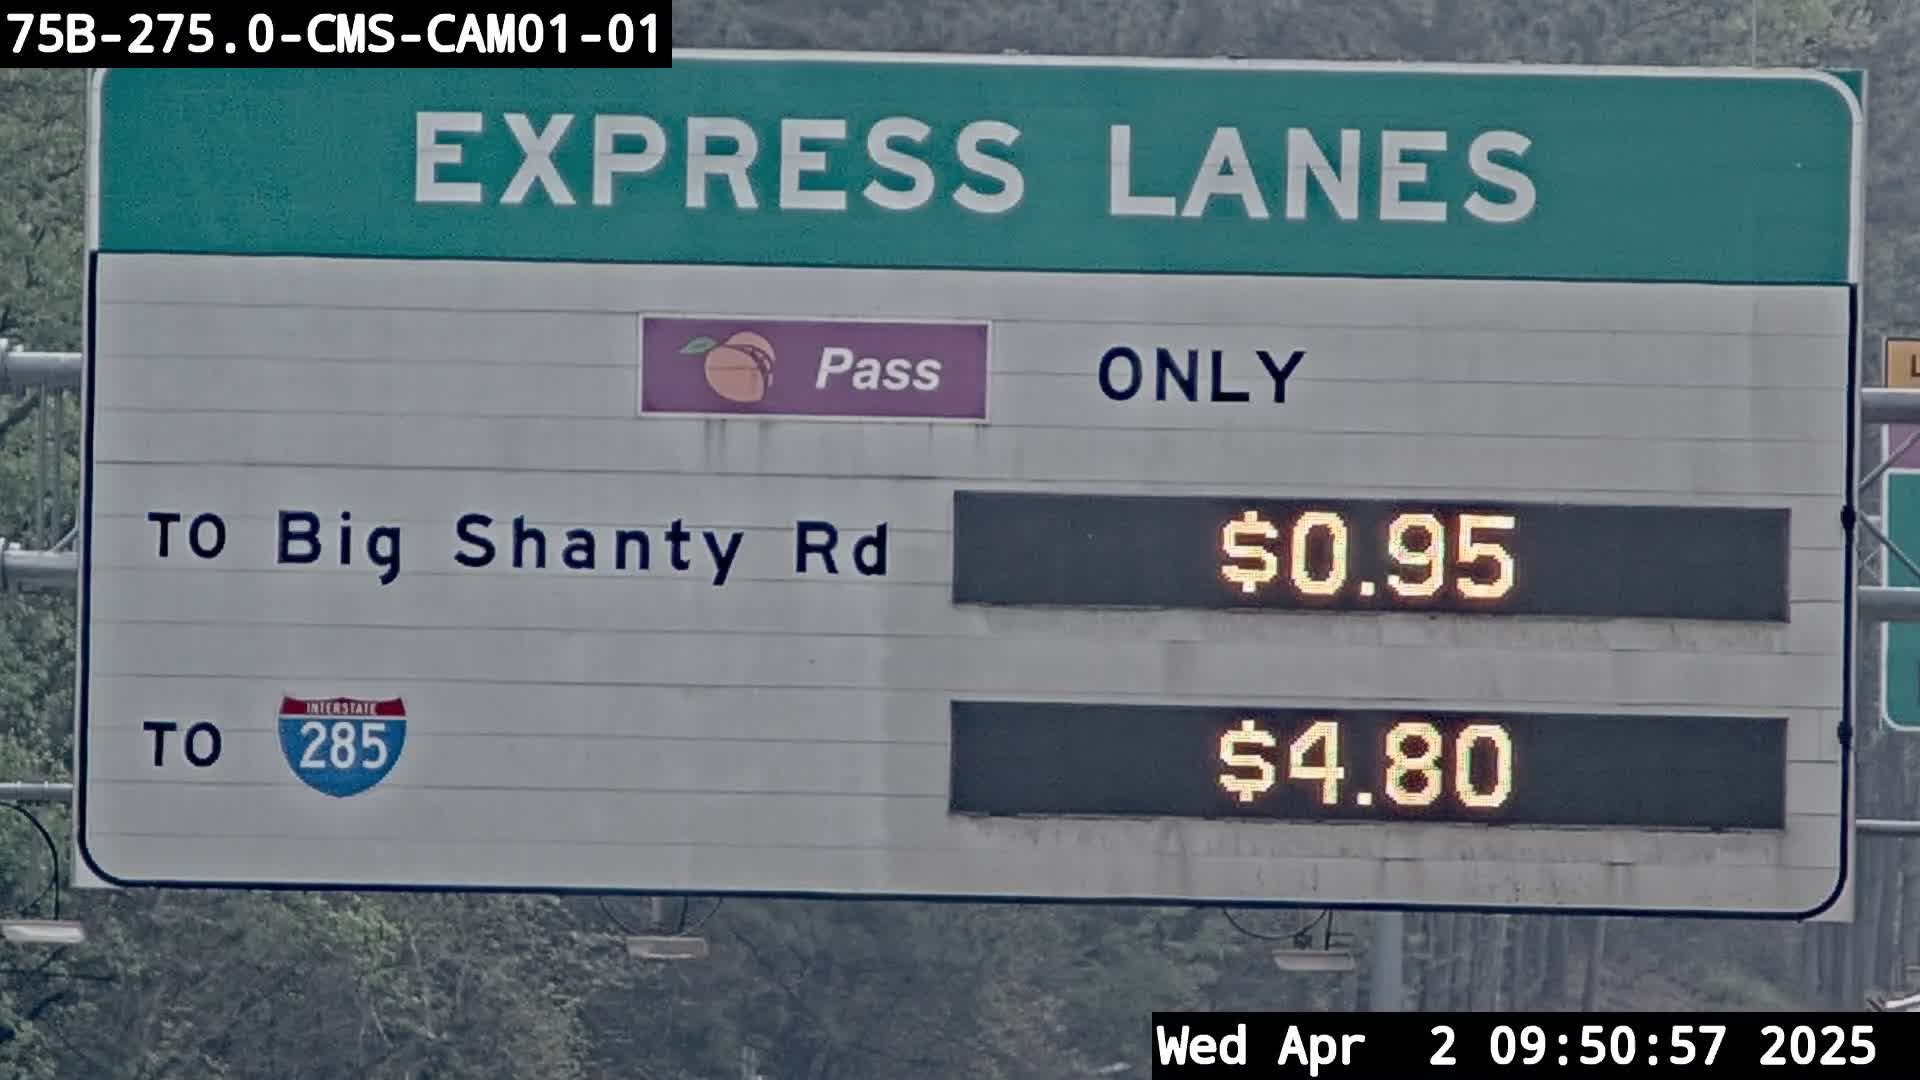 75B-275.0-CMS-CAM01-01
EXPRESS LANES
Pass ONLY
TO Big Shanty Rd $0.95
INTERSTATE
TO 285 $4.80
Wed Apr 2 09:50:57 2025